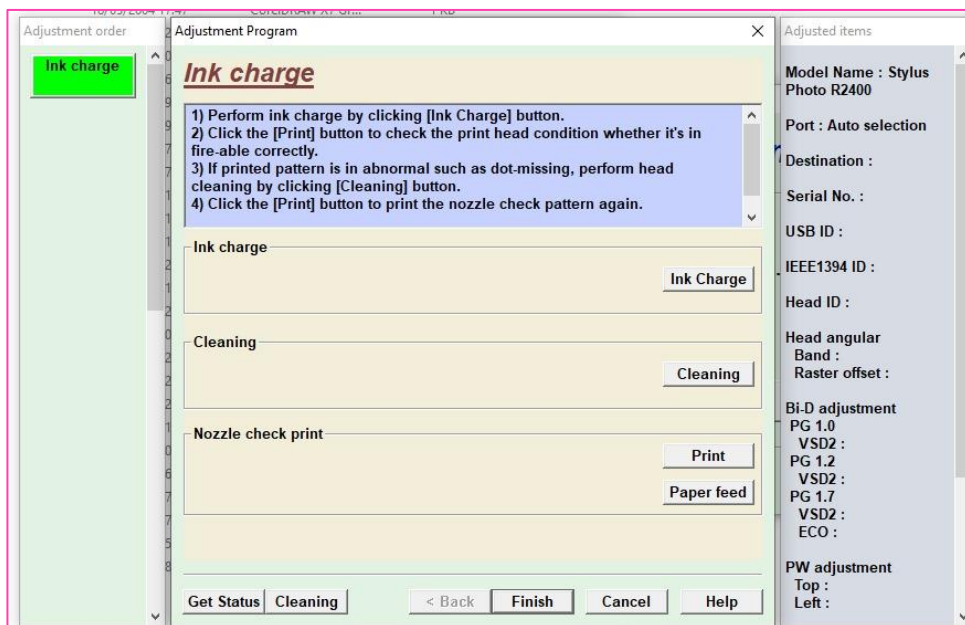 Adjustment order
Ink charge
Adjustment Program
Ink charge
1) Perform ink charge by clicking [Ink Charge] button.
2) Click the [Print] button to check the print head condition whether it's in
fire-able correctly.
3) If printed pattern is in abnormal such as dot-missing, perform head
cleaning by clicking [Cleaning] button.
4) Click the [Print] button to print the nozzle check pattern again.
Ink charge
Ink Charge
Cleaning
Cleaning
Nozzle check print
Print
Paper feed
Get Status
Cleaning
< Back
Finish
Cancel
Help
Adjusted items
Model Name : Stylus
Photo R2400
Port : Auto selection
Destination :
Serial No. :
USB ID :
IEEE1394 ID :
Head ID :
Head angular
Band :
Raster offset :
Bi-D adjustment
PG 1.0
VSD2 :
PG 1.2
VSD2 :
PG 1.7
VSD2 :
ECO :
PW adjustment
Top :
Left :